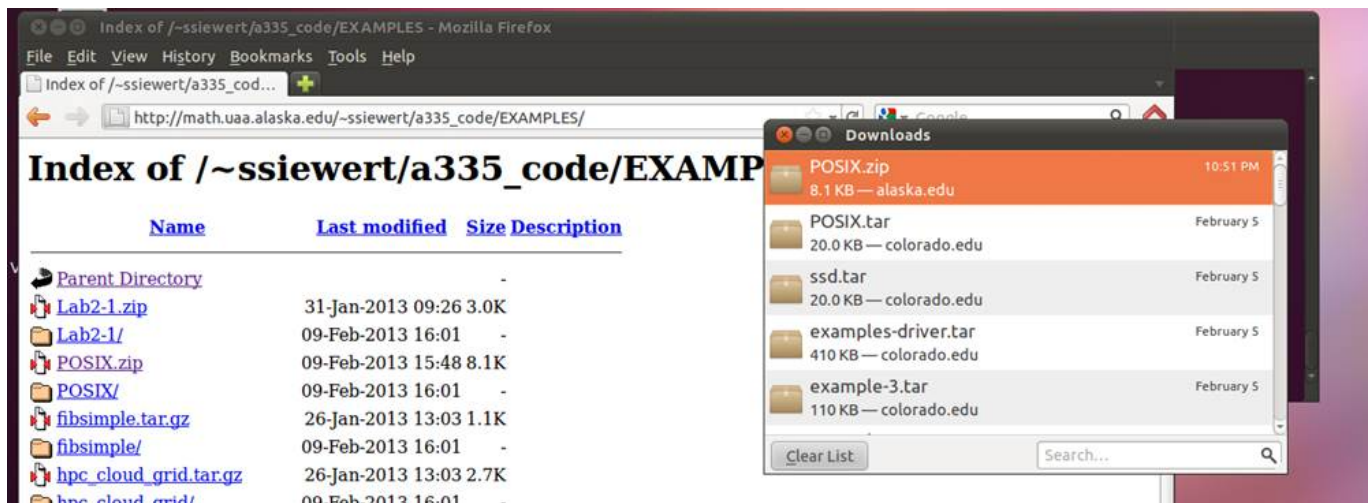 Index of /~ssiewert/a335_code/EXAMPLES - Mozilla Firefox
File Edit View History Bookmarks Tools Help
Index of /~ssiewert/a335_cod...
http://math.uaa.alaska.edu/~ssiewert/a335_code/EXAMPLES/
Google
Index of /~ssiewert/a335_code/EXAMP
Name Last modified Size Description
Parent Directory -
Lab2-1.zip 31-Jan-2013 09:26 3.0K
Lab2-1/ 09-Feb-2013 16:01 -
POSIX.zip 09-Feb-2013 15:48 8.1K
POSIX/ 09-Feb-2013 16:01 -
fibsimple.tar.gz 26-Jan-2013 13:03 1.1K
fibsimple/ 09-Feb-2013 16:01 -
hpc_cloud_grid.tar.gz 26-Jan-2013 13:03 2.7K
hpc_cloud_grid/ 09-Feb-2013 16:01 -
Downloads
POSIX.zip 10:51 PM
8.1 KB — alaska.edu
POSIX.tar February 5
20.0 KB — colorado.edu
ssd.tar February 5
20.0 KB — colorado.edu
examples-driver.tar February 5
410 KB — colorado.edu
example-3.tar February 5
110 KB — colorado.edu
Clear List Search...